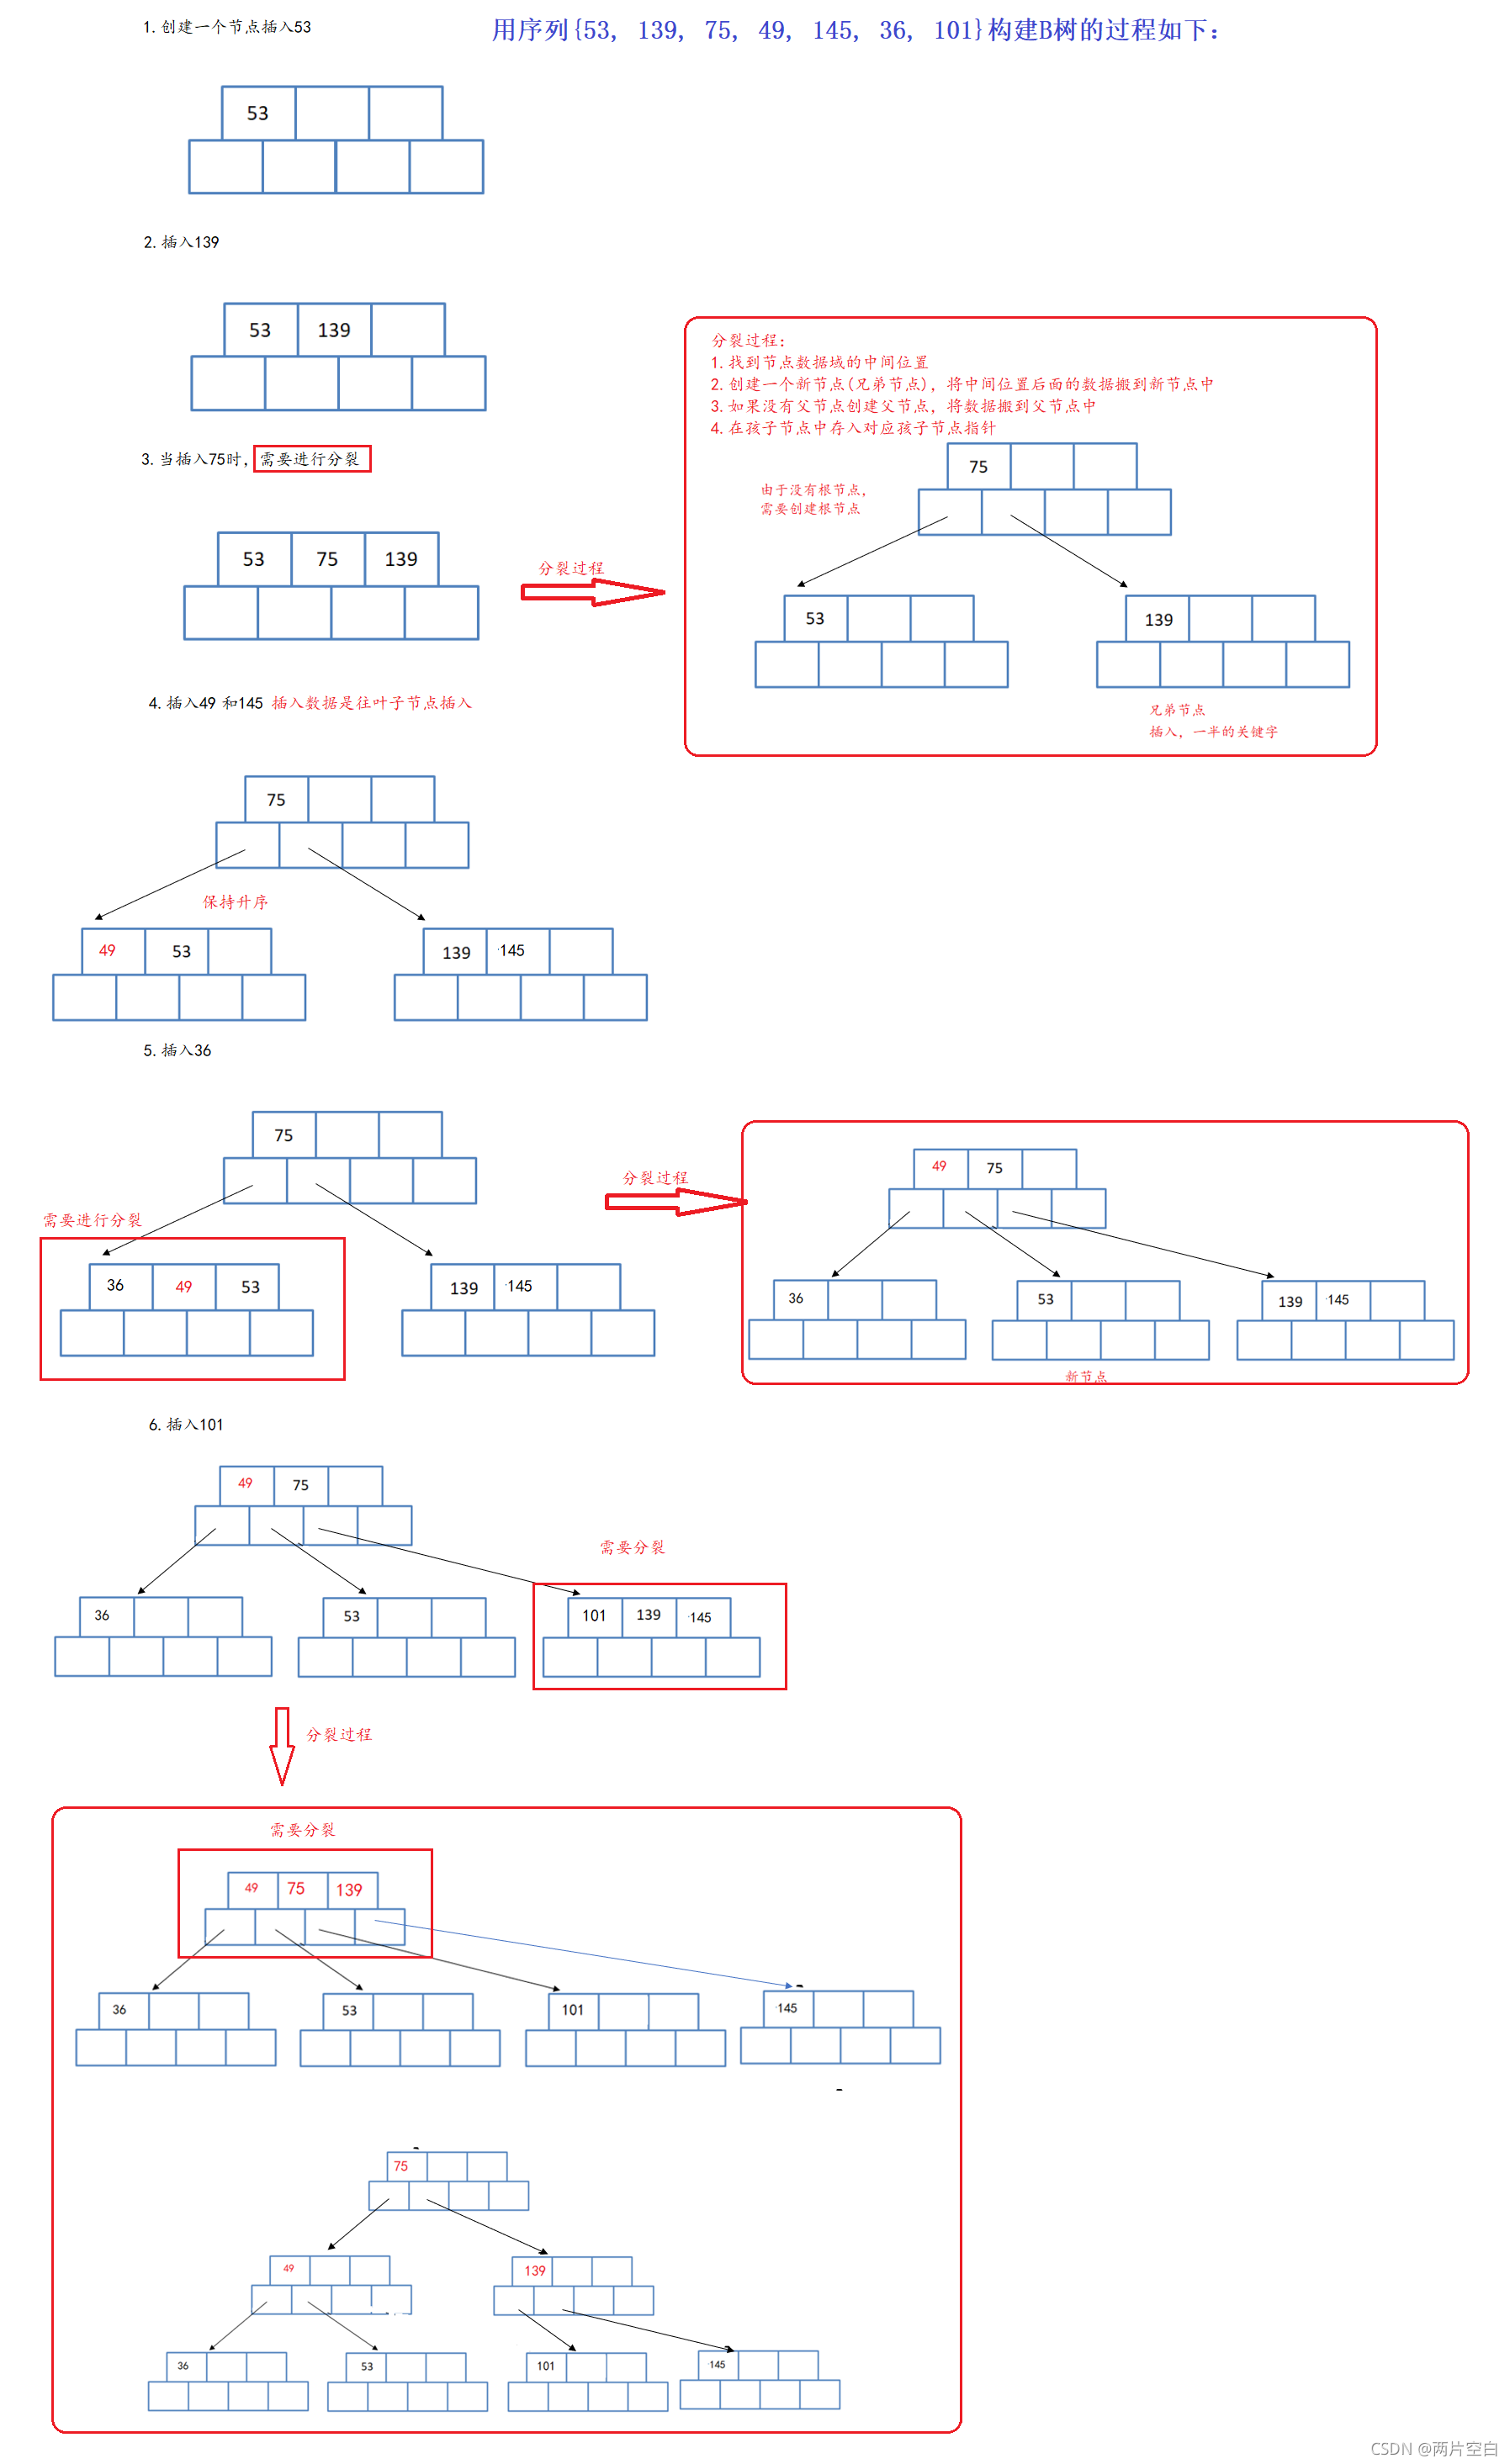 1.创建一个节点插入53
用序列{53, 139, 75, 49, 145, 36, 101}构建B树的过程如下:
53
2.插入139
53 139
3.当插入75时,需要进行分裂
53 75 139
分裂过程
分裂过程:
1.找到节点数据域的中间位置
2.创建一个新节点(兄弟节点),将中间位置后面的数据搬到新节点中
3.如果没有父节点创建父节点,将数据搬到父节点中
4.在孩子节点中存入对应孩子节点指针
75
由于没有根节点,
需要创建根节点
53 139
兄弟节点
插入,一半的关键字
4.插入49 和145 插入数据是往叶子节点插入
75
保持升序
49 53 139 145
5.插入36
75
需要进行分裂
36 49 53 139 145
分裂过程
49 75
36 53 139 145
新节点
6.插入101
49 75
需要分裂
36 53 101 139 145
分裂过程
需要分裂
49 75 139
36 53 101 145
75
49 139
36 53 101 145
CSDN @两片空白